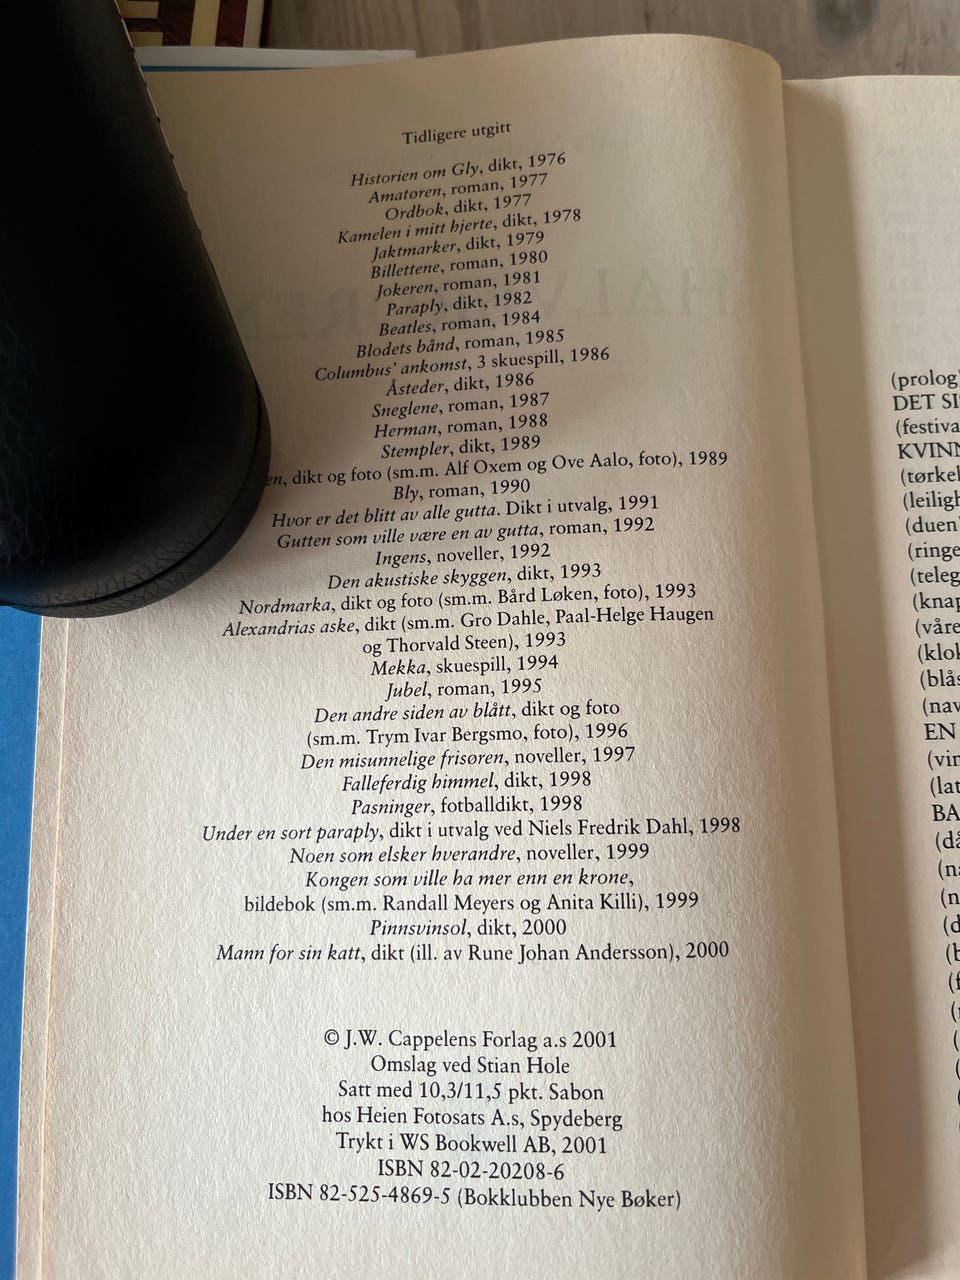 Tidligere utgitt
Historien om Gly, dikt, 1976
Amatøren, roman, 1977
Ordbok, dikt, 1977
Kamelen i mitt hjerte, dikt, 1978
Jaktmarker, dikt, 1979
Billettene, roman, 1980
Jokeren, roman, 1981
Paraply, dikt, 1982
Beatles, roman, 1984
Blodets bånd, roman, 1985
Columbus' ankomst, 3 skuespill, 1986
Åsteder, dikt, 1986
Sneglene, roman, 1987
Herman, roman, 1988
Stempler, dikt, 1989
en, dikt og foto (sm.m. Alf Oxem og Ove Aalo, foto), 1989
Bly, roman, 1990
Hvor er det blitt av alle gutta. Dikt i utvalg, 1991
Gutten som ville være en av gutta, roman, 1992
Ingens, noveller, 1992
Den akustiske skyggen, dikt, 1993
Nordmarka, dikt og foto (sm.m. Bård Løken, foto), 1993
Alexandrias aske, dikt (sm.m. Gro Dahle, Paal-Helge Haugen
og Thorvald Steen), 1993
Mekka, skuespill, 1994
Jubel, roman, 1995
Den andre siden av blått, dikt og foto
(sm.m. Trym Ivar Bergsmo, foto), 1996
Den misunnelige frisøren, noveller, 1997
Falleferdig himmel, dikt, 1998
Pasninger, fotballdikt, 1998
Under en sort paraply, dikt i utvalg ved Niels Fredrik Dahl, 1998
Noen som elsker hverandre, noveller, 1999
Kongen som ville ha mer enn en krone,
bildebok (sm.m. Randall Meyers og Anita Killi), 1999
Pinnsvinsol, dikt, 2000
Mann for sin katt, dikt (ill. av Rune Johan Andersson), 2000
© J.W. Cappelens Forlag a.s 2001
Omslag ved Stian Hole
Satt med 10,3/11,5 pkt. Sabon
hos Heien Fotosats A.s, Spydeberg
Trykt i WS Bookwell AB, 2001
ISBN 82-02-20208-6
ISBN 82-525-4869-5 (Bokklubben Nye Bøker)
(prolog)
DET SI
(festiva
KVINN
(tørkel
(leiligh
(duen
(ringe
(teleg
(knap
(våre
(klok
(blås
(nav
EN
(vin
(lat
BA
(då
(na
(n
(d
(b
(f